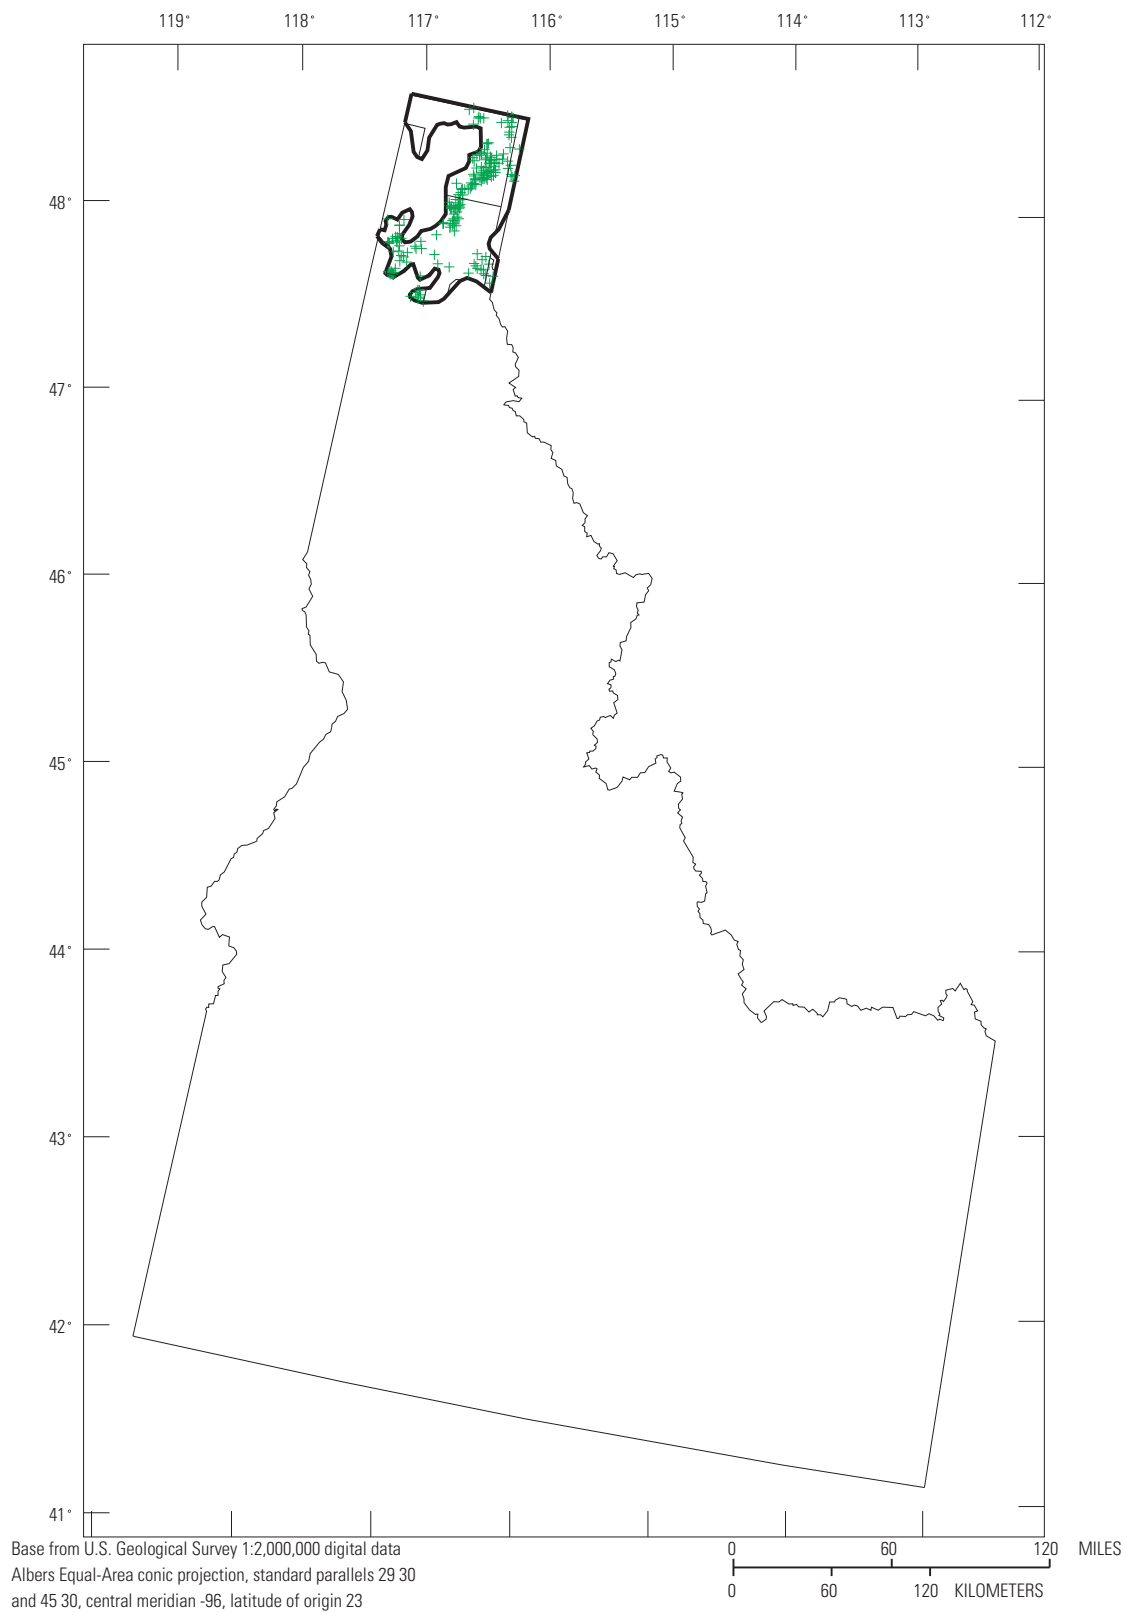 119° 118° 117° 116° 115° 114° 113° 112°
48°
47°
46°
45°
44°
43°
42°
41°
Base from U.S. Geological Survey 1:2,000,000 digital data
Albers Equal-Area conic projection, standard parallels 29 30
and 45 30, central meridian -96, latitude of origin 23
0 60 120 MILES
0 60 120 KILOMETERS